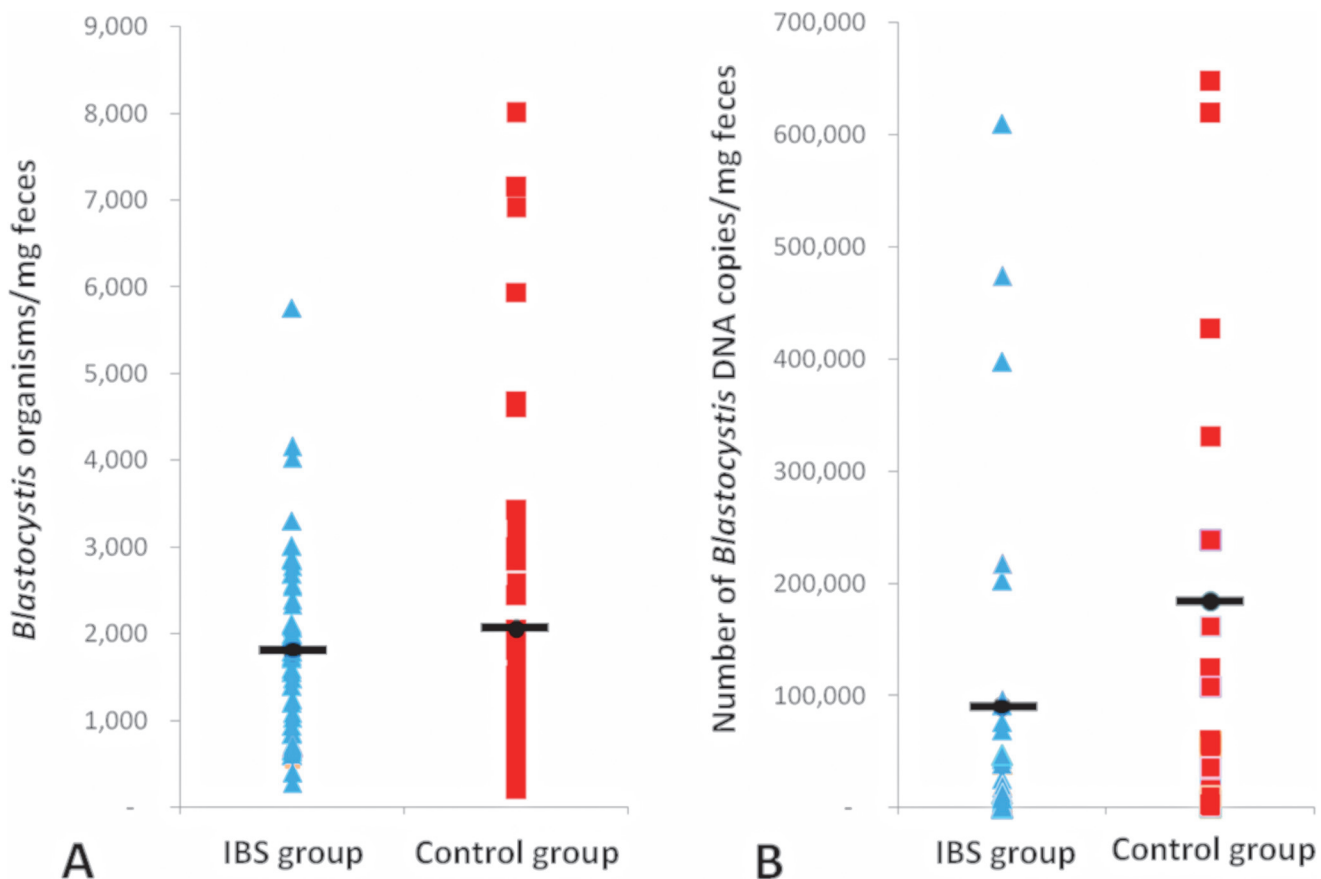 Blastocystis organisms/mg feces
9,000
8,000
7,000
6,000
5,000
4,000
3,000
2,000
1,000
-
IBS group
Control group
A
Number of Blastocystis DNA copies/mg feces
700,000
600,000
500,000
400,000
300,000
200,000
100,000
-
IBS group
Control group
B